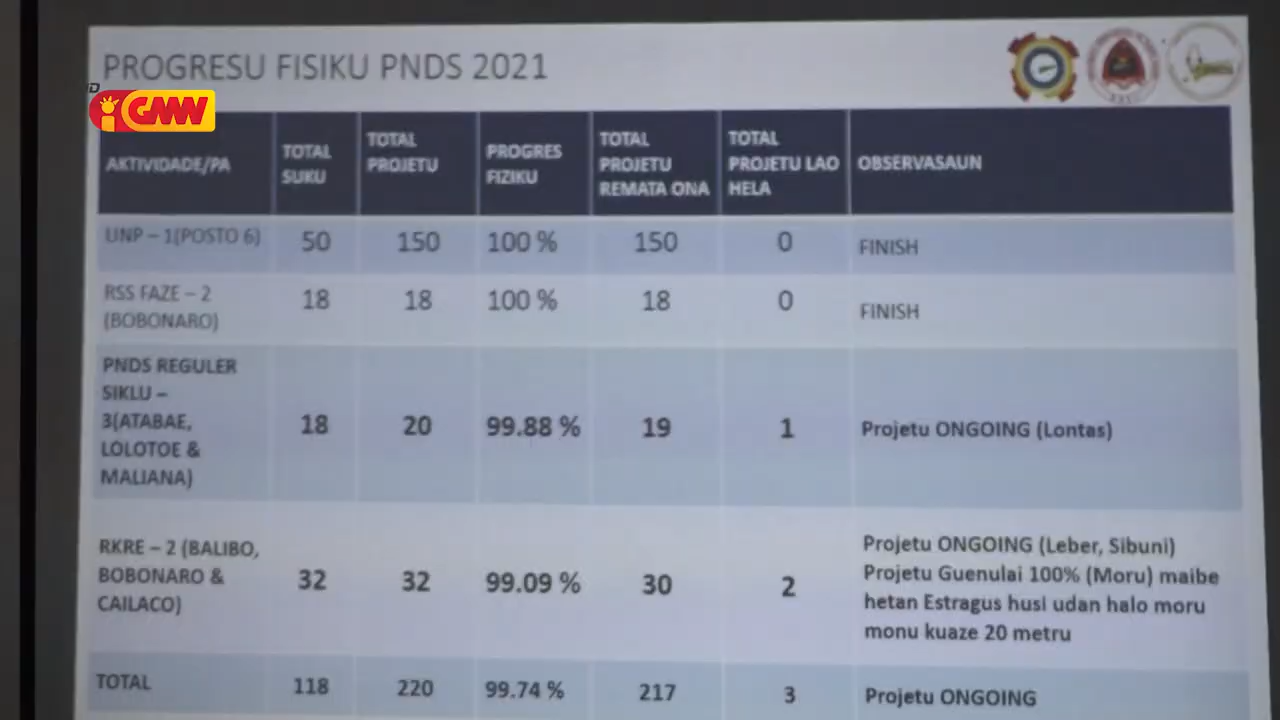 PROGRESU FISIKU PNDS 2021
GMW
AKTIVIDADE/PA
TOTAL
SUKU
TOTAL
PROJETU
PROGRES
FIZIKU
TOTAL
PROJETU
REMATA ONA
TOTAL
PROJETU LAO
HELA
OBSERVASAUN
UNP – 1(POSTO 6)
50
150
100 %
150
0
FINISH
RSS FAZE – 2
(BOBONARO)
18
18
100 %
18
0
FINISH
PNDS REGULER
SIKLU –
3(ATABAE,
LOLOTOE &
MALIANA)
18
20
99.88 %
19
1
Projetu ONGOING (Lontas)
RKRE – 2 (BALIBO,
BOBONARO &
CAILACO)
32
32
99.09 %
30
2
Projetu ONGOING (Leber, Sibuni)
Projetu Guenulai 100% (Moru) maibe
hetan Estragus husi udan halo moru
monu kuaze 20 metru
TOTAL
118
220
99.74 %
217
3
Projetu ONGOING